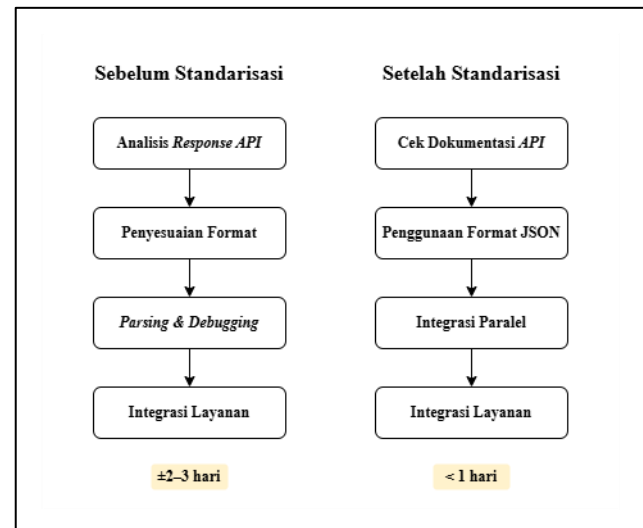 Sebelum Standarisasi
Analisis Response API
Penyesuaian Format
Parsing & Debugging
Integrasi Layanan
±2–3 hari
Setelah Standarisasi
Cek Dokumentasi API
Penggunaan Format JSON
Integrasi Paralel
Integrasi Layanan
< 1 hari